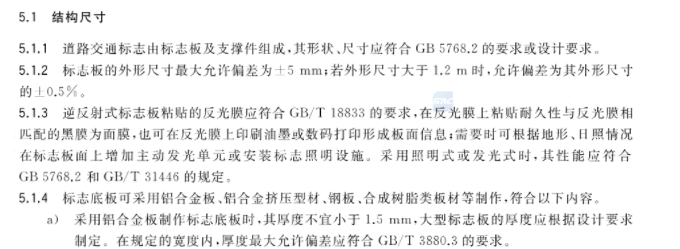 5.1 结构尺寸
5.1.1 道路交通标志由标志板及支撑件组成,其形状、尺寸应符合 GB 5768.2 的要求或设计要求。
5.1.2 标志板的外形尺寸最大允许偏差为±5 mm;若外形尺寸大于 1.2 m 时,允许偏差为其外形尺寸
的±0.5%。
5.1.3 逆反射式标志板粘贴的反光膜应符合 GB/T 18833 的要求,在反光膜上粘贴耐久性与反光膜相
匹配的黑膜为面膜,也可在反光膜上印刷油墨或数码打印形成板面信息;需要时可根据地形、日照情况
在标志板面上增加主动发光单元或安装标志照明设施。采用照明式或发光式时,其性能应符合
GB 5768.2 和 GB/T 31446 的规定。
5.1.4 标志底板可采用铝合金板、铝合金挤压型材、钢板、合成树脂类板材等制作,符合以下内容。
a) 采用铝合金板制作标志底板时,其厚度不宜小于 1.5 mm,大型标志板的厚度应根据设计要求
制定。在规定的宽度内,厚度最大允许偏差应符合 GB/T 3880.3 的要求。